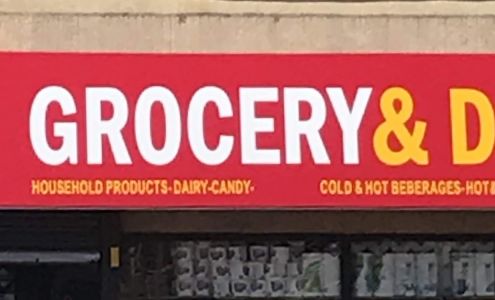 GROCERY & D
HOUSEHOLD PRODUCTS-DAIRY-CANDY- COLD & HOT BEBERAGES-HOT&